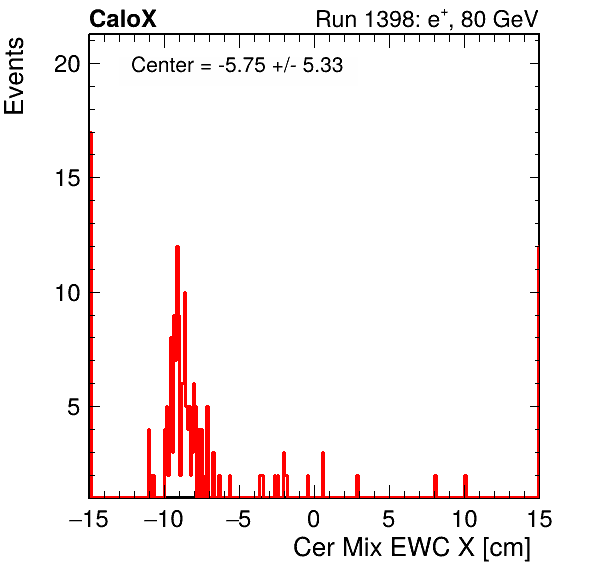 CaloX Run 1398: e⁺, 80 GeV
Center = -5.75 +/- 5.33
Events
20
15
10
5
−15 −10 −5 0 5 10 15
Cer Mix EWC X [cm]